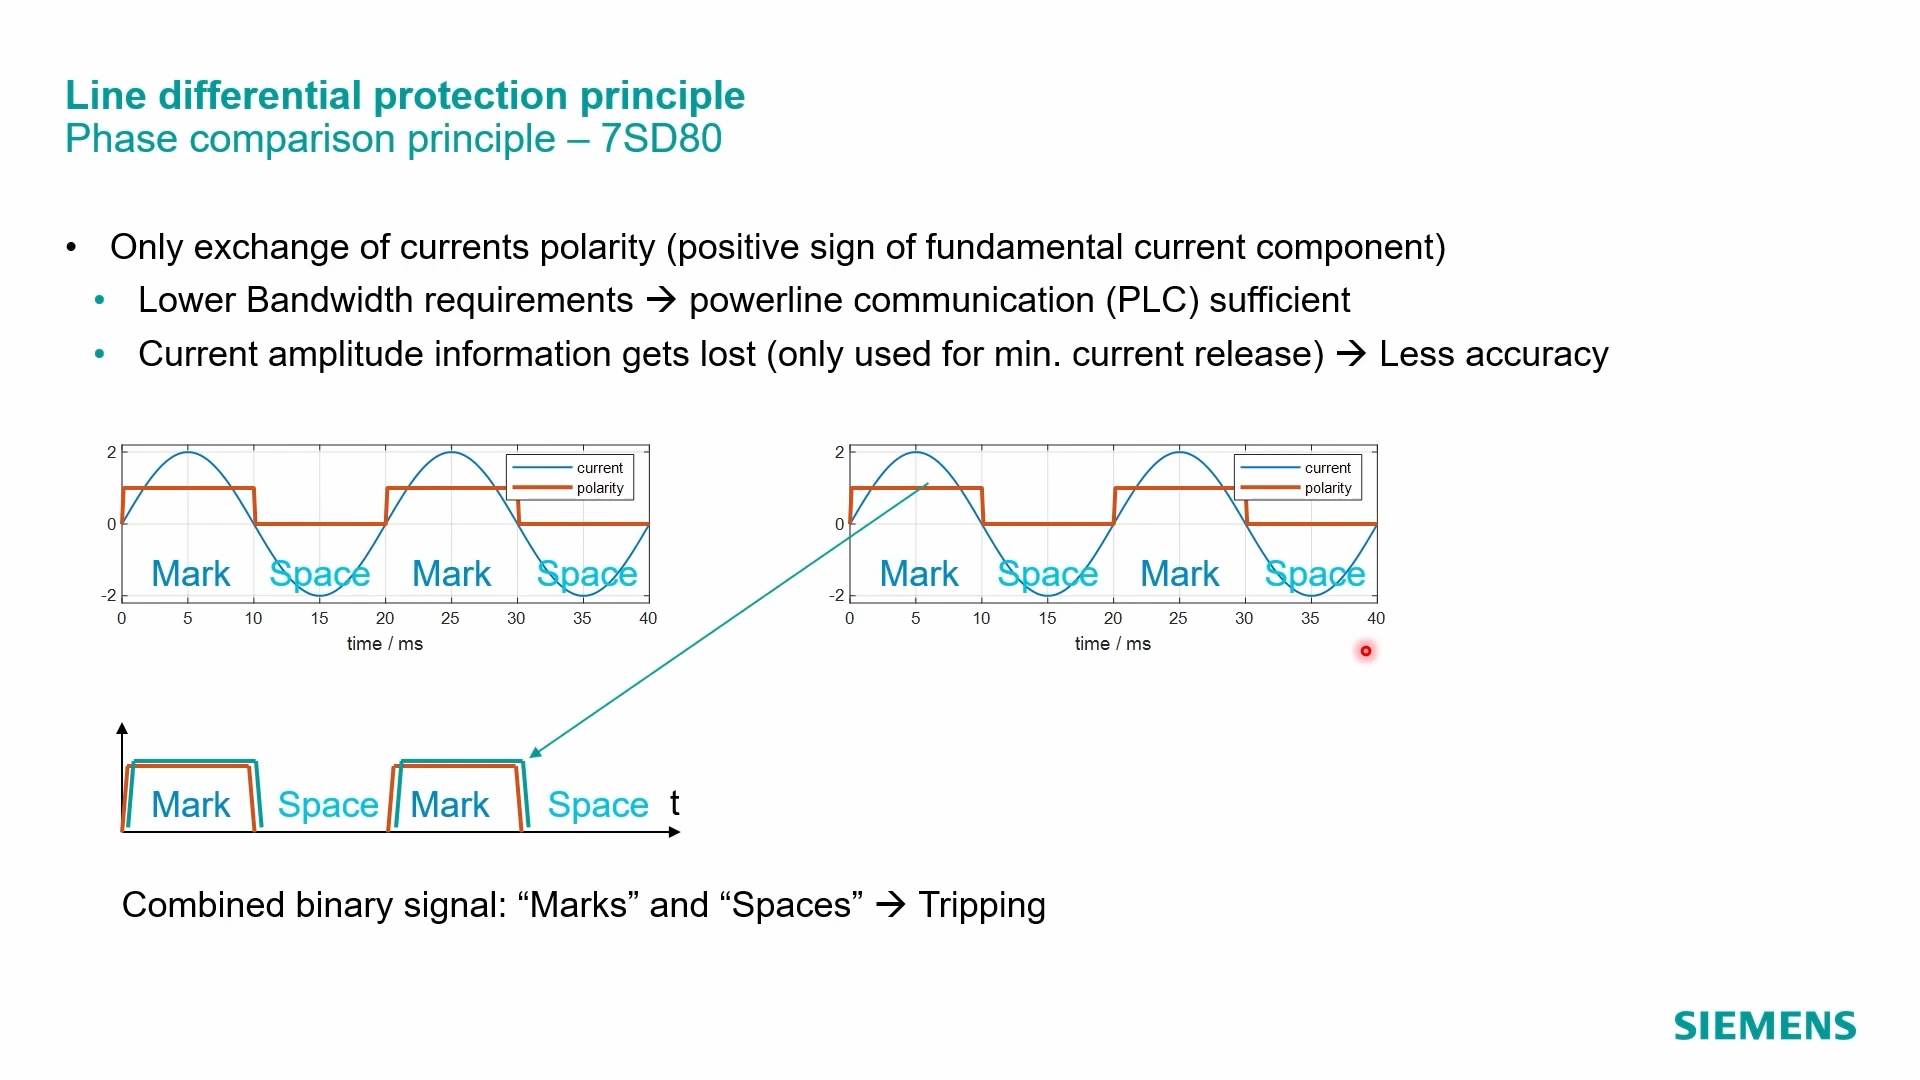 Line differential protection principle
Phase comparison principle – 7SD80
• Only exchange of currents polarity (positive sign of fundamental current component)
• Lower Bandwidth requirements → powerline communication (PLC) sufficient
• Current amplitude information gets lost (only used for min. current release) → Less accuracy
2
0
-2
current
polarity
Mark Space Mark Space
0 5 10 15 20 25 30 35 40
time / ms
2
0
-2
current
polarity
Mark Space Mark Space
0 5 10 15 20 25 30 35 40
time / ms
Mark Space Mark Space t
Combined binary signal: “Marks” and “Spaces” → Tripping
SIEMENS